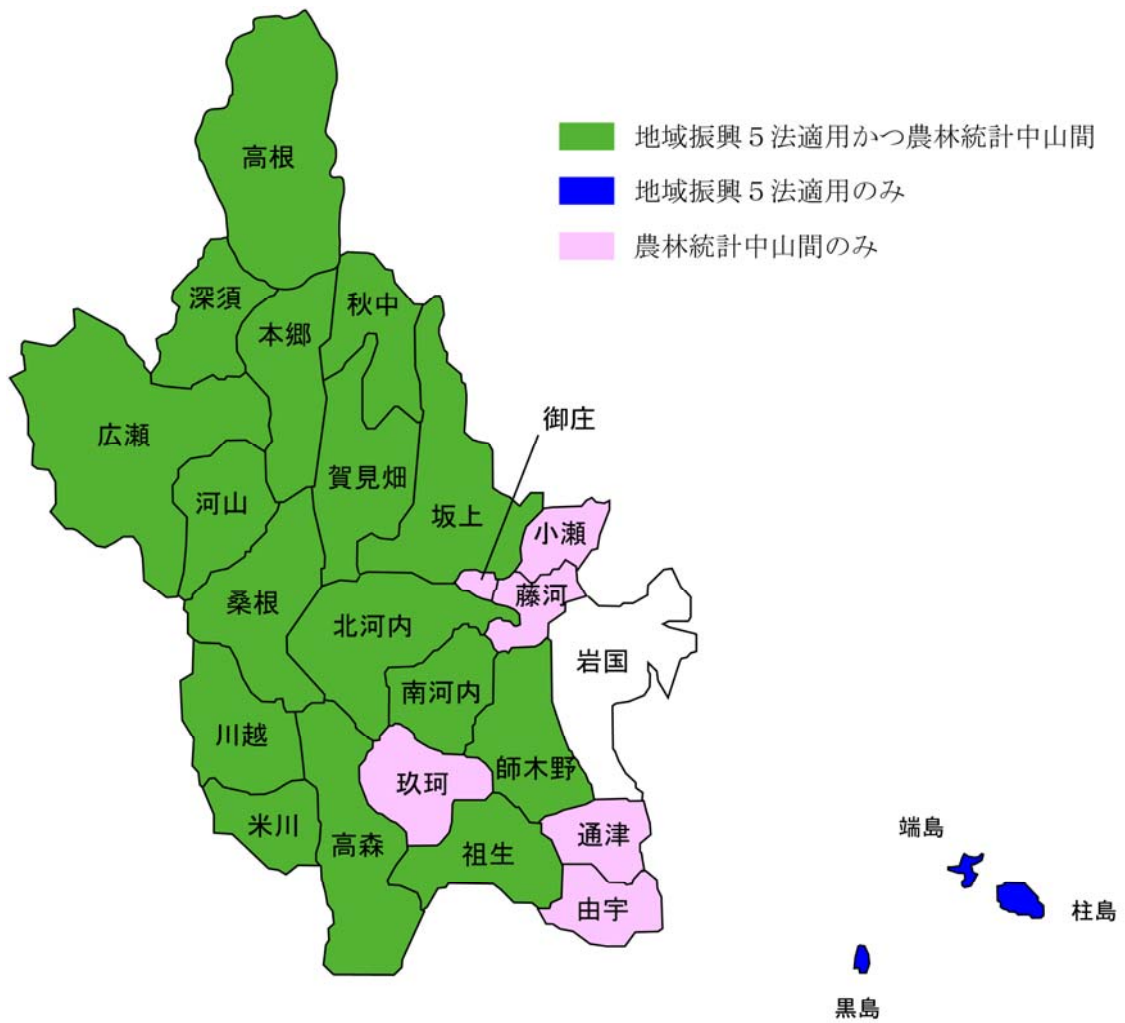 高根
地域振興５法適用かつ農林統計中山間
地域振興５法適用のみ
農林統計中山間のみ
深須
秋中
本郷
御庄
広瀬
賀見畑
河山
坂上
小瀬
藤河
桑根
北河内
岩国
南河内
川越
師木野
玖珂
米川
高森
祖生
通津
端島
由宇
柱島
黒島